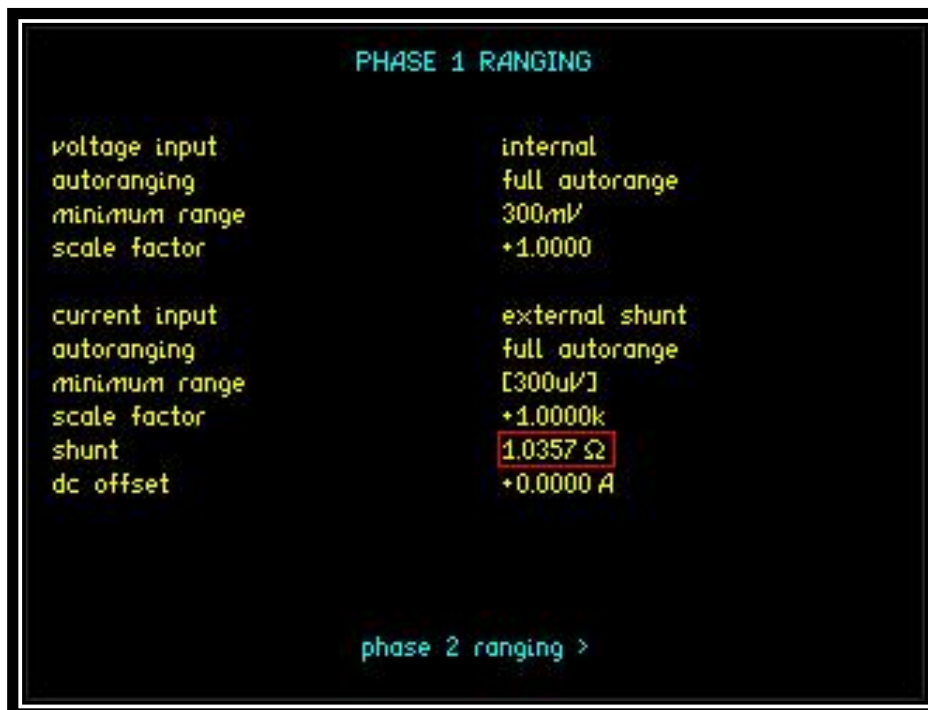 PHASE 1 RANGING
voltage input internal
autoranging full autorange
minimum range 300mV
scale factor +1.0000
current input external shunt
autoranging full autorange
minimum range [300uV]
scale factor +1.0000k
shunt 1.0357 Ω
dc offset +0.0000 A
phase 2 ranging >